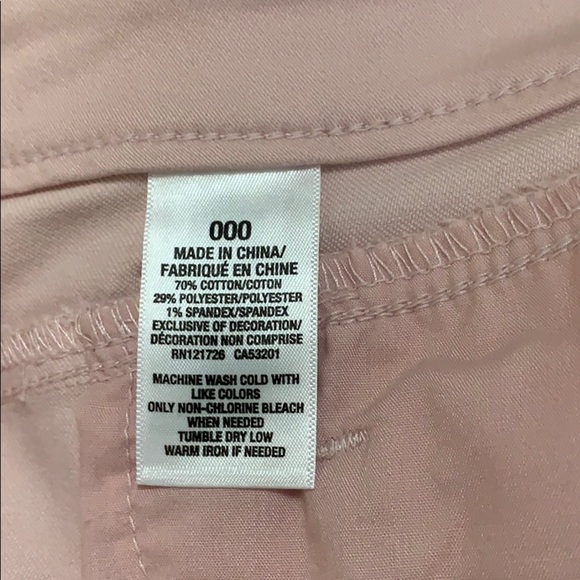 000
MADE IN CHINA/
FABRIQUÉ EN CHINE
70% COTTON/COTON
29% POLYESTER/POLYESTER
1% SPANDEX/SPANDEX
EXCLUSIVE OF DECORATION/
DÉCORATION NON COMPRISE
RN121726 CA53201
MACHINE WASH COLD WITH
LIKE COLORS
ONLY NON-CHLORINE BLEACH
WHEN NEEDED
TUMBLE DRY LOW
WARM IRON IF NEEDED